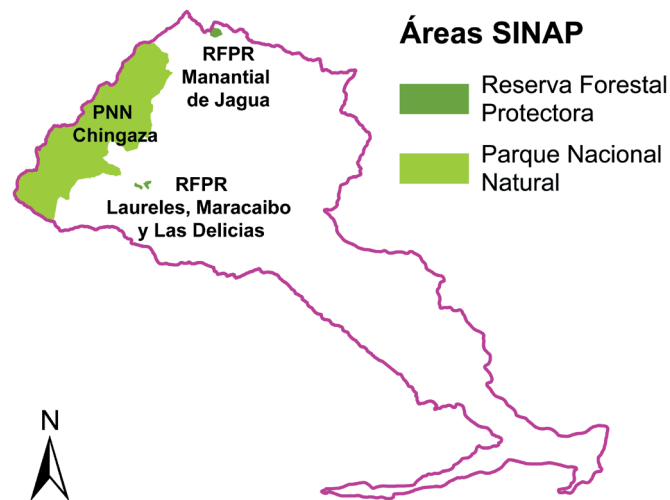 Áreas SINAP
Reserva Forestal
Protectora
Parque Nacional
Natural
RFPR
Manantial
de Jagua
PNN
Chingaza
RFPR
Laureles, Maracaibo
y Las Delicias
N